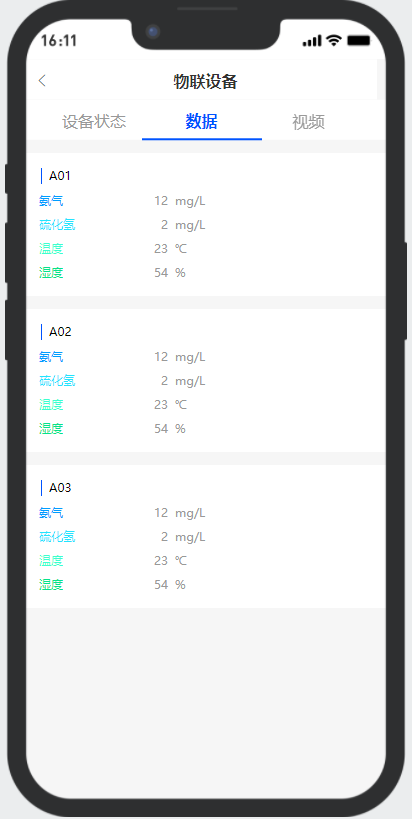 16:11
物联设备
设备状态 数据 视频
A01
氨气 12 mg/L
硫化氢 2 mg/L
温度 23 ℃
湿度 54 %
A02
氨气 12 mg/L
硫化氢 2 mg/L
温度 23 ℃
湿度 54 %
A03
氨气 12 mg/L
硫化氢 2 mg/L
温度 23 ℃
湿度 54 %